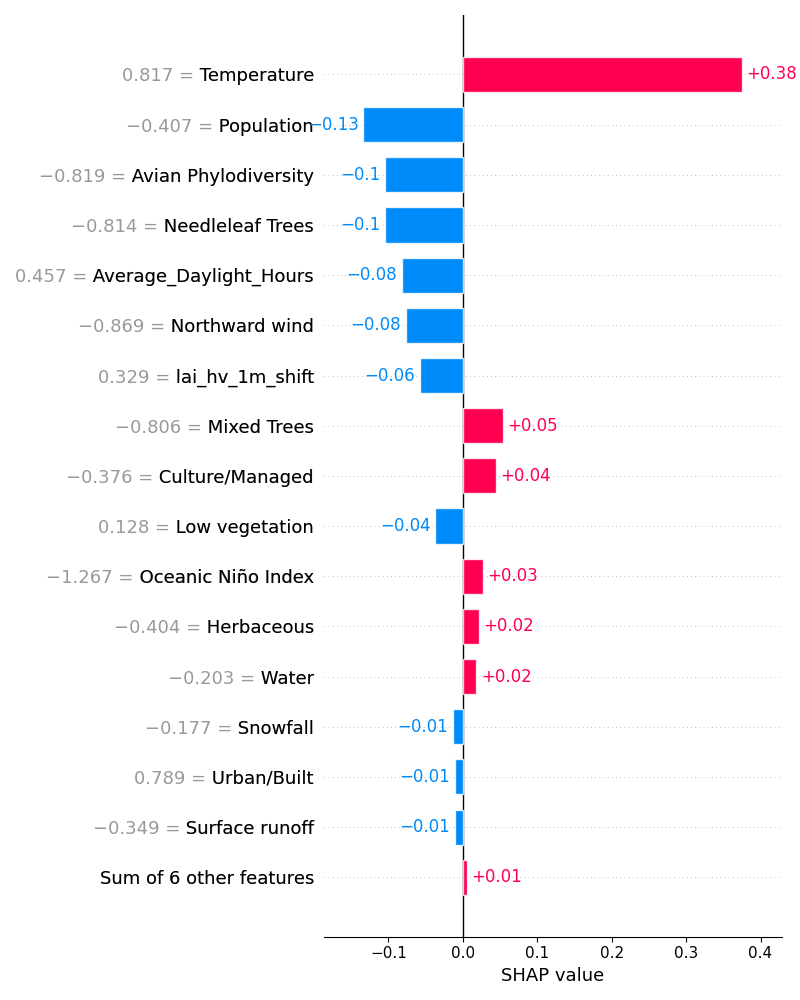 0.817 = Temperature +0.38
−0.407 = Population −0.13
−0.819 = Avian Phylodiversity −0.1
−0.814 = Needleleaf Trees −0.1
0.457 = Average_Daylight_Hours −0.08
−0.869 = Northward wind −0.08
0.329 = lai_hv_1m_shift −0.06
−0.806 = Mixed Trees +0.05
−0.376 = Culture/Managed +0.04
0.128 = Low vegetation −0.04
−1.267 = Oceanic Niño Index +0.03
−0.404 = Herbaceous +0.02
−0.203 = Water +0.02
−0.177 = Snowfall −0.01
0.789 = Urban/Built −0.01
−0.349 = Surface runoff −0.01
Sum of 6 other features +0.01
−0.1 0.0 0.1 0.2 0.3 0.4
SHAP value